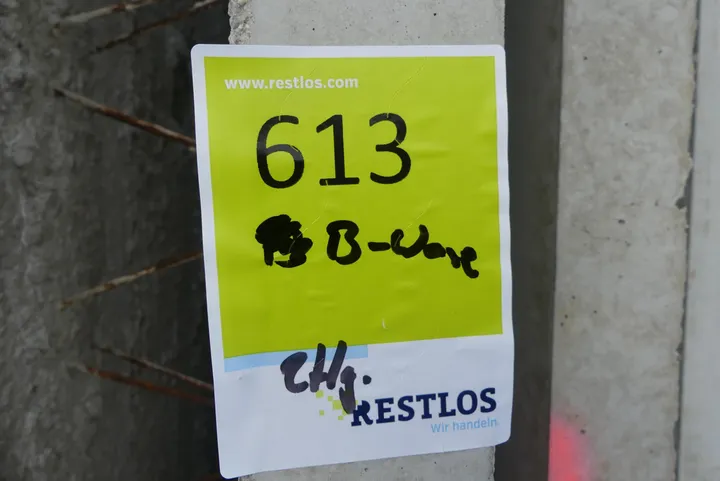 www.restlos.com
613
B-Ware
RESTLOS
Wir handeln